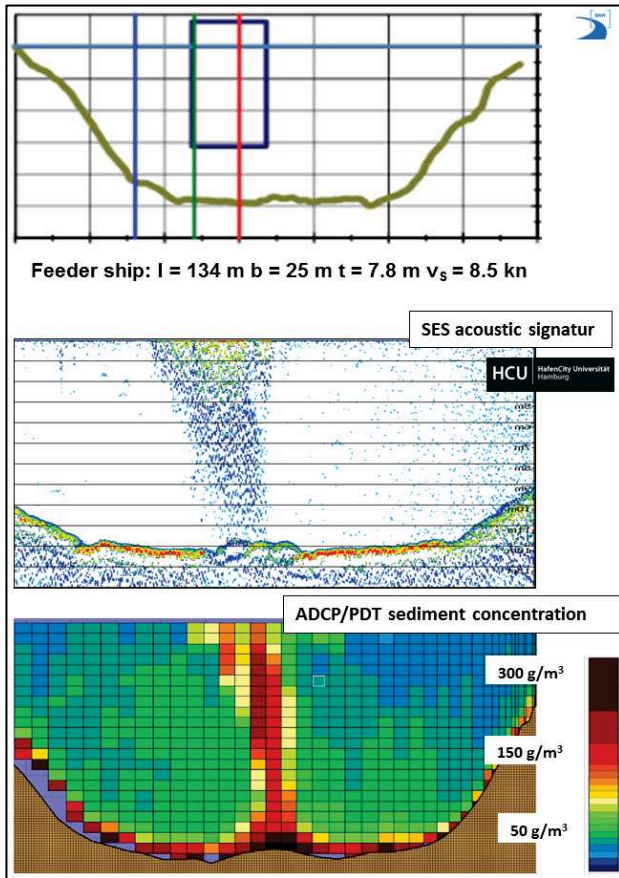 BAW
Feeder ship: l = 134 m b = 25 m t = 7.8 m vs = 8.5 kn
SES acoustic signatur
HCU HafenCity Universität
Hamburg
ADCP/PDT sediment concentration
300 g/m³
150 g/m³
50 g/m³